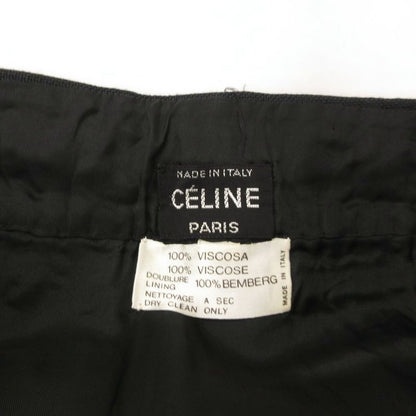 MADE IN ITALY
CÉLINE
PARIS
100% VISCOSA
100% VISCOSE
DOUBLURE
LINING 100% BEMBERG
NETTOYAGE A SEC
DRY CLEAN ONLY
MADE IN ITALY